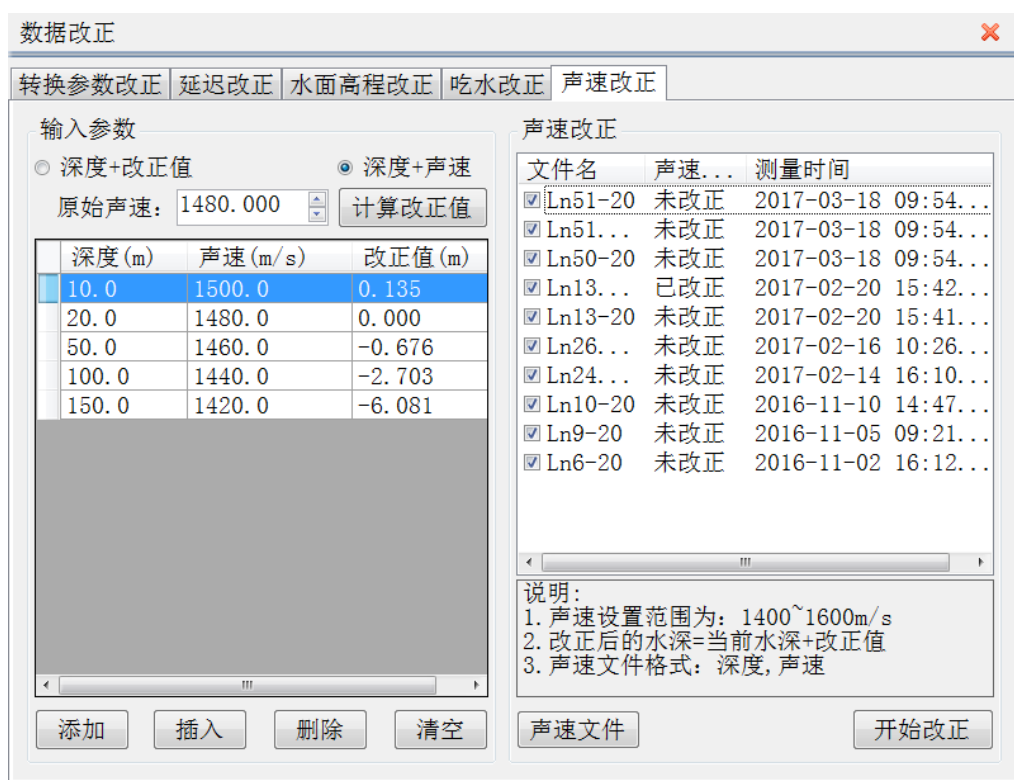 数据改正
转换参数改正 延迟改正 水面高程改正 吃水改正 声速改正
输入参数
深度+改正值 深度+声速
原始声速: 1480.000 计算改正值
深度(m) 声速(m/s) 改正值(m)
10.0 1500.0 0.135
20.0 1480.0 0.000
50.0 1460.0 -0.676
100.0 1440.0 -2.703
150.0 1420.0 -6.081
添加 插入 删除 清空
声速改正
文件名 声速... 测量时间
Ln51-20 未改正 2017-03-18 09:54...
Ln51... 未改正 2017-03-18 09:54...
Ln50-20 未改正 2017-03-18 09:54...
Ln13... 已改正 2017-02-20 15:42...
Ln13-20 未改正 2017-02-20 15:41...
Ln26... 未改正 2017-02-16 10:26...
Ln24... 未改正 2017-02-14 16:10...
Ln10-20 未改正 2016-11-10 14:47...
Ln9-20 未改正 2016-11-05 09:21...
Ln6-20 未改正 2016-11-02 16:12...
说明:
1.声速设置范围为: 1400~1600m/s
2.改正后的水深=当前水深+改正值
3.声速文件格式: 深度,声速
声速文件 开始改正